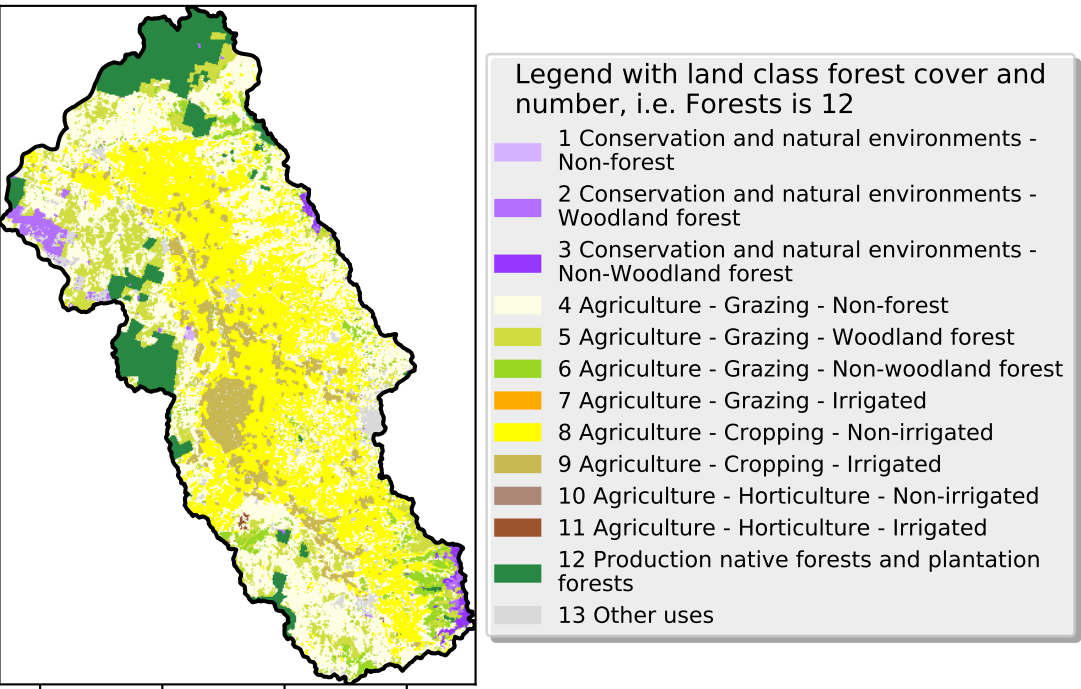 Legend with land class forest cover and
number, i.e. Forests is 12
1 Conservation and natural environments -
Non-forest
2 Conservation and natural environments -
Woodland forest
3 Conservation and natural environments -
Non-Woodland forest
4 Agriculture - Grazing - Non-forest
5 Agriculture - Grazing - Woodland forest
6 Agriculture - Grazing - Non-woodland forest
7 Agriculture - Grazing - Irrigated
8 Agriculture - Cropping - Non-irrigated
9 Agriculture - Cropping - Irrigated
10 Agriculture - Horticulture - Non-irrigated
11 Agriculture - Horticulture - Irrigated
12 Production native forests and plantation
forests
13 Other uses